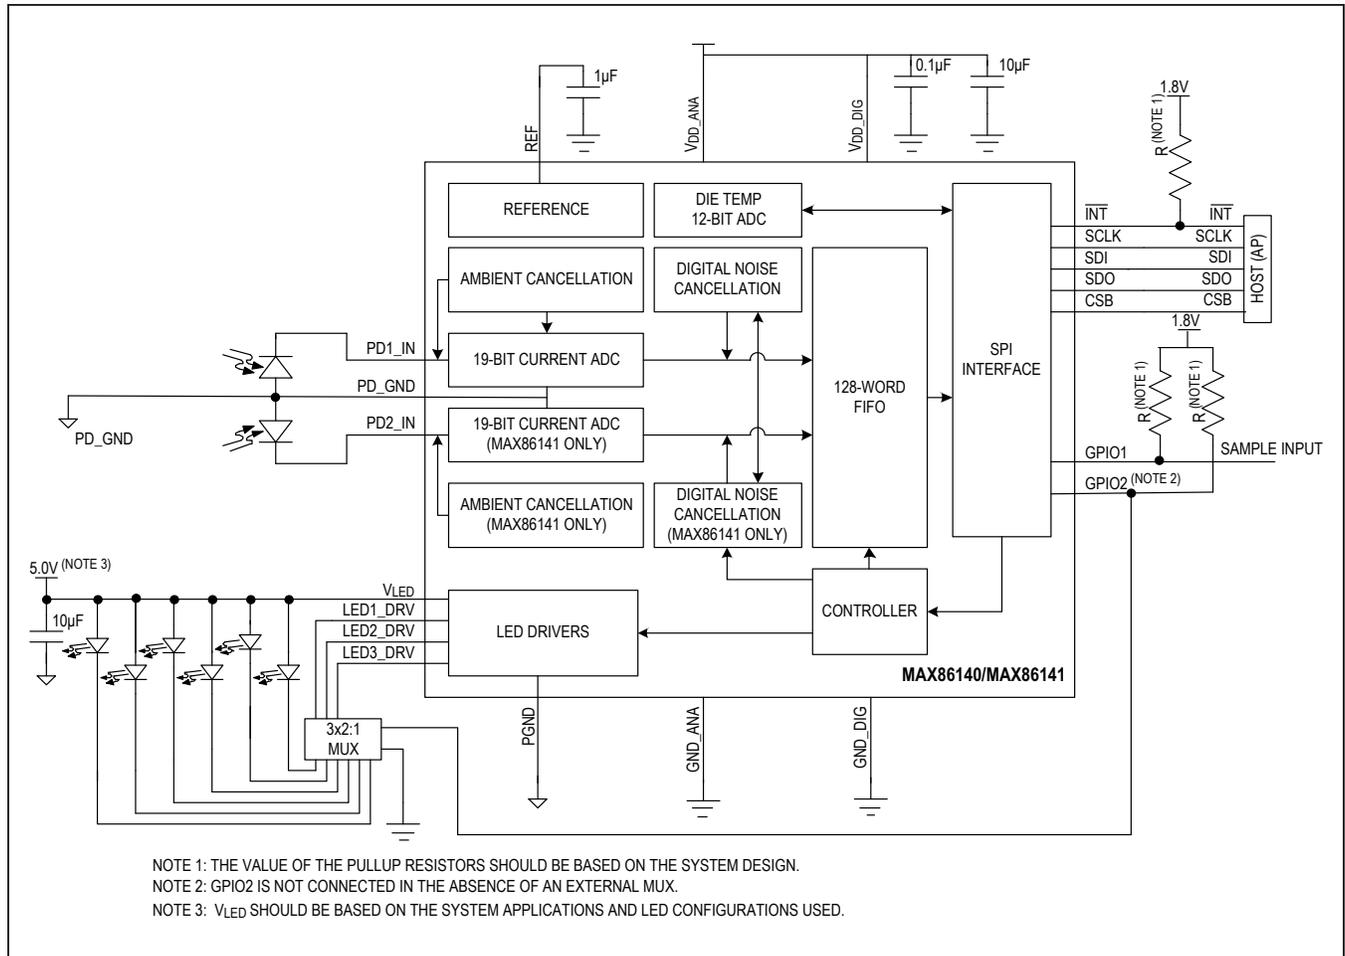 1µF
0.1µF
10µF
REF
VDD_ANA
VDD_DIG
1.8V
R (NOTE 1)
REFERENCE
DIE TEMP
12-BIT ADC
INT
INT
SCLK
SCLK
SDI
SDI
SDO
SDO
CSB
CSB
HOST (AP)
AMBIENT CANCELLATION
DIGITAL NOISE
CANCELLATION
1.8V
PD1_IN
19-BIT CURRENT ADC
128-WORD
FIFO
SPI
INTERFACE
R (NOTE 1)
R (NOTE 1)
PD_GND
PD_GND
PD2_IN
19-BIT CURRENT ADC
(MAX86141 ONLY)
GPIO1
SAMPLE INPUT
GPIO2 (NOTE 2)
AMBIENT CANCELLATION
(MAX86141 ONLY)
DIGITAL NOISE
CANCELLATION
(MAX86141 ONLY)
5.0V (NOTE 3)
10µF
VLED
LED1_DRV
LED2_DRV
LED3_DRV
LED DRIVERS
CONTROLLER
MAX86140/MAX86141
3x2:1
MUX
PGND
GND_ANA
GND_DIG
NOTE 1: THE VALUE OF THE PULLUP RESISTORS SHOULD BE BASED ON THE SYSTEM DESIGN.
NOTE 2: GPIO2 IS NOT CONNECTED IN THE ABSENCE OF AN EXTERNAL MUX.
NOTE 3: VLED SHOULD BE BASED ON THE SYSTEM APPLICATIONS AND LED CONFIGURATIONS USED.